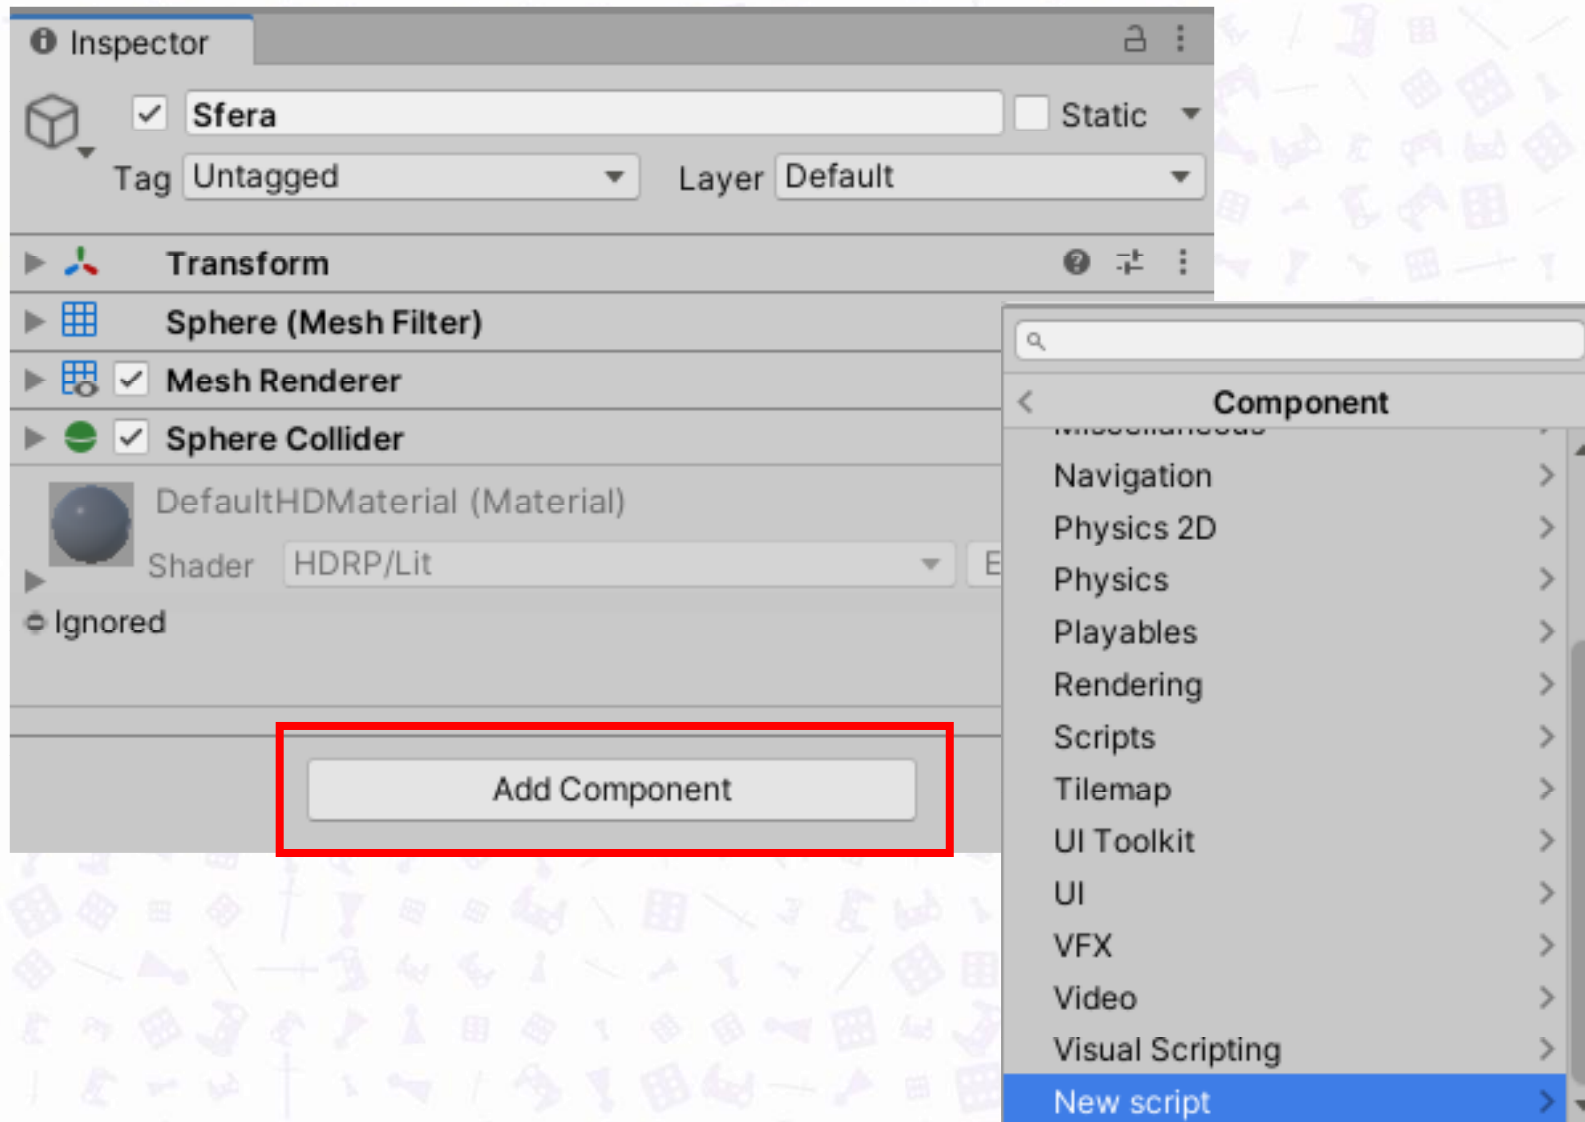 Inspector
Sfera
Static
Tag Untagged
Layer Default
Transform
Sphere (Mesh Filter)
Mesh Renderer
Sphere Collider
DefaultHDMaterial (Material)
Shader HDRP/Lit E
Ignored
Add Component
Component
Navigation
Physics 2D
Physics
Playables
Rendering
Scripts
Tilemap
UI Toolkit
UI
VFX
Video
Visual Scripting
New script